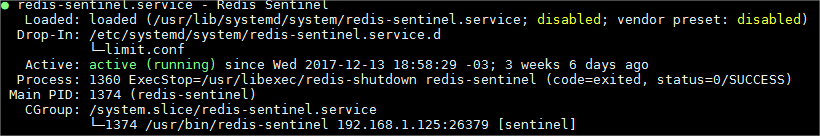 ● redis-sentinel.service - Redis Sentinel
Loaded: loaded (/usr/lib/systemd/system/redis-sentinel.service; disabled; vendor preset: disabled)
Drop-In: /etc/systemd/system/redis-sentinel.service.d
└─limit.conf
Active: active (running) since Wed 2017-12-13 18:58:29 -03; 3 weeks 6 days ago
Process: 1360 ExecStop=/usr/libexec/redis-shutdown redis-sentinel (code=exited, status=0/SUCCESS)
Main PID: 1374 (redis-sentinel)
CGroup: /system.slice/redis-sentinel.service
└─1374 /usr/bin/redis-sentinel 192.168.1.125:26379 [sentinel]